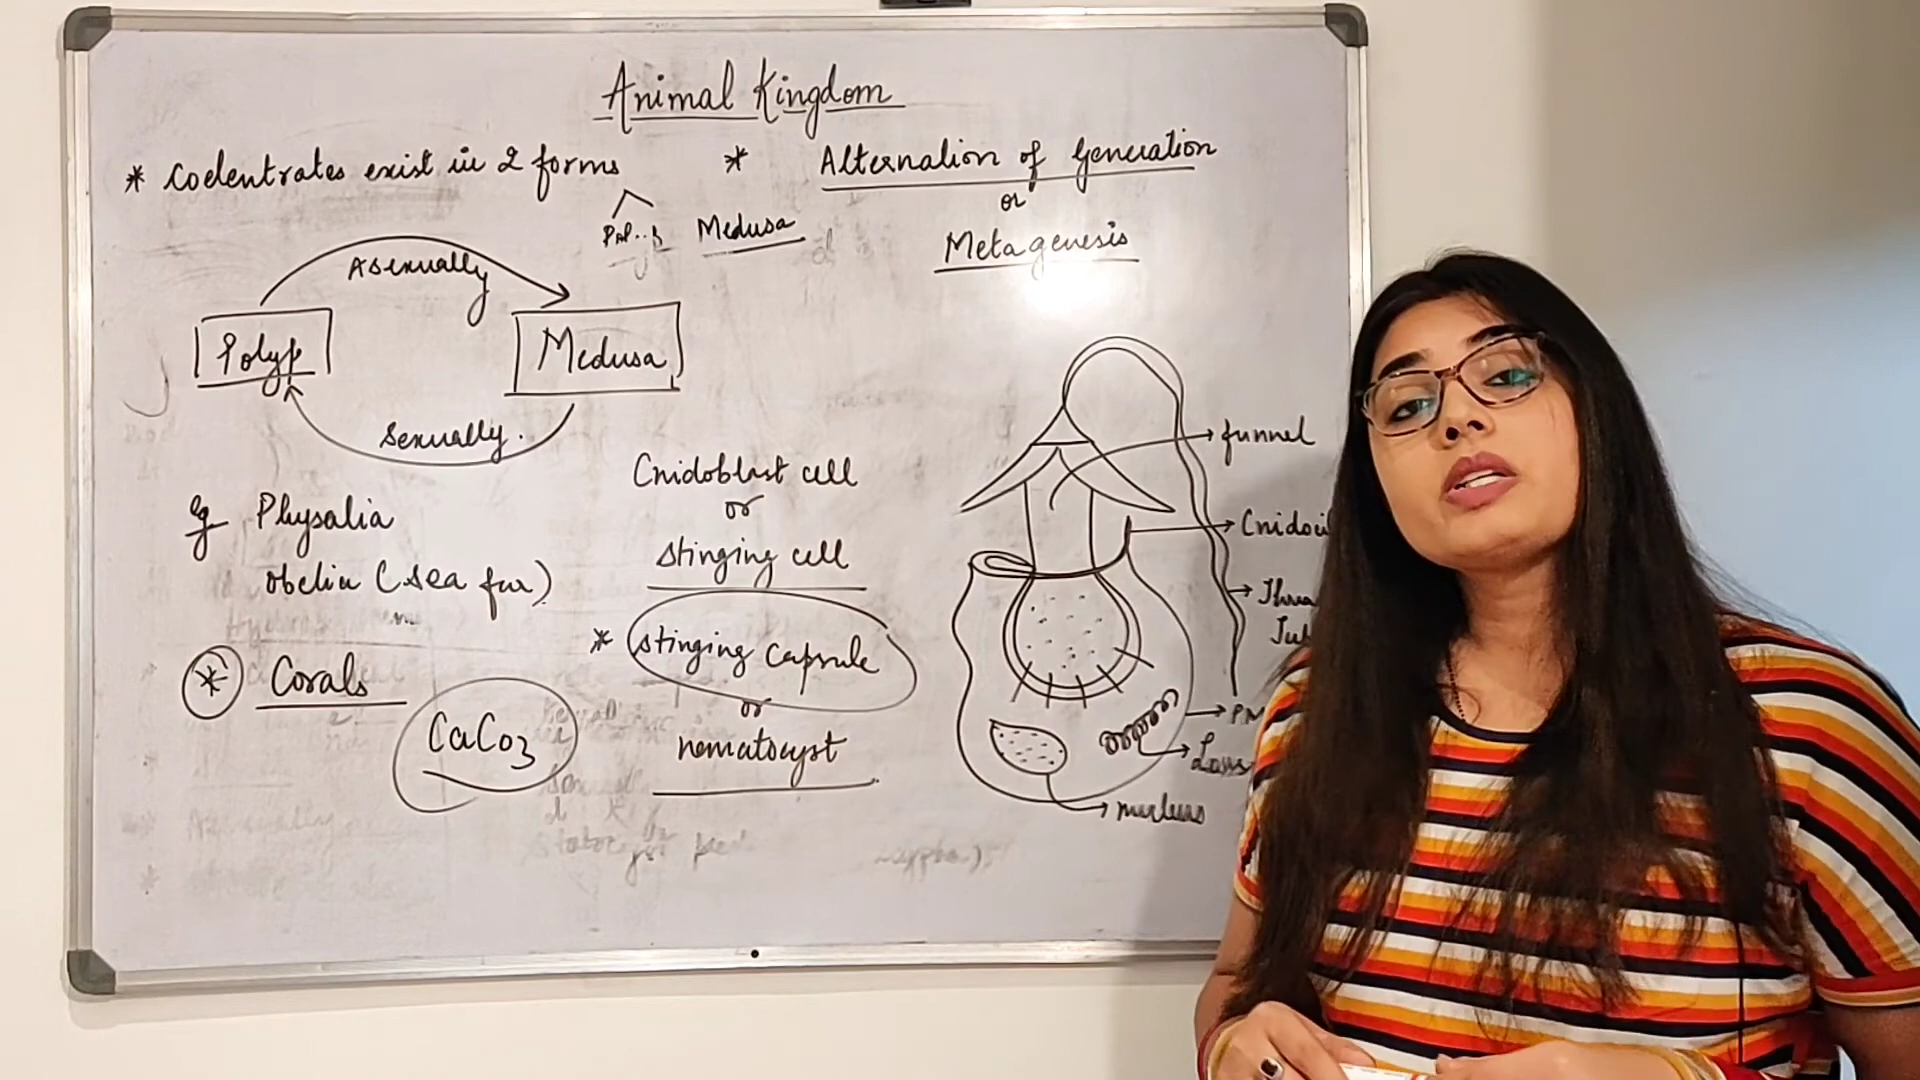 Animal Kingdom
* Coelentrates exist in 2 forms
Medusa
* Alternation of Generation
or
Metagenesis
Asexually
Polyp
Medusa
Sexually.
eg Physalia
obelia (sea fur)
* Corals
CaCo3
Cnidoblast cell
or
stinging cell
* stinging capsule
or
nematocyst
funnel
nucleus